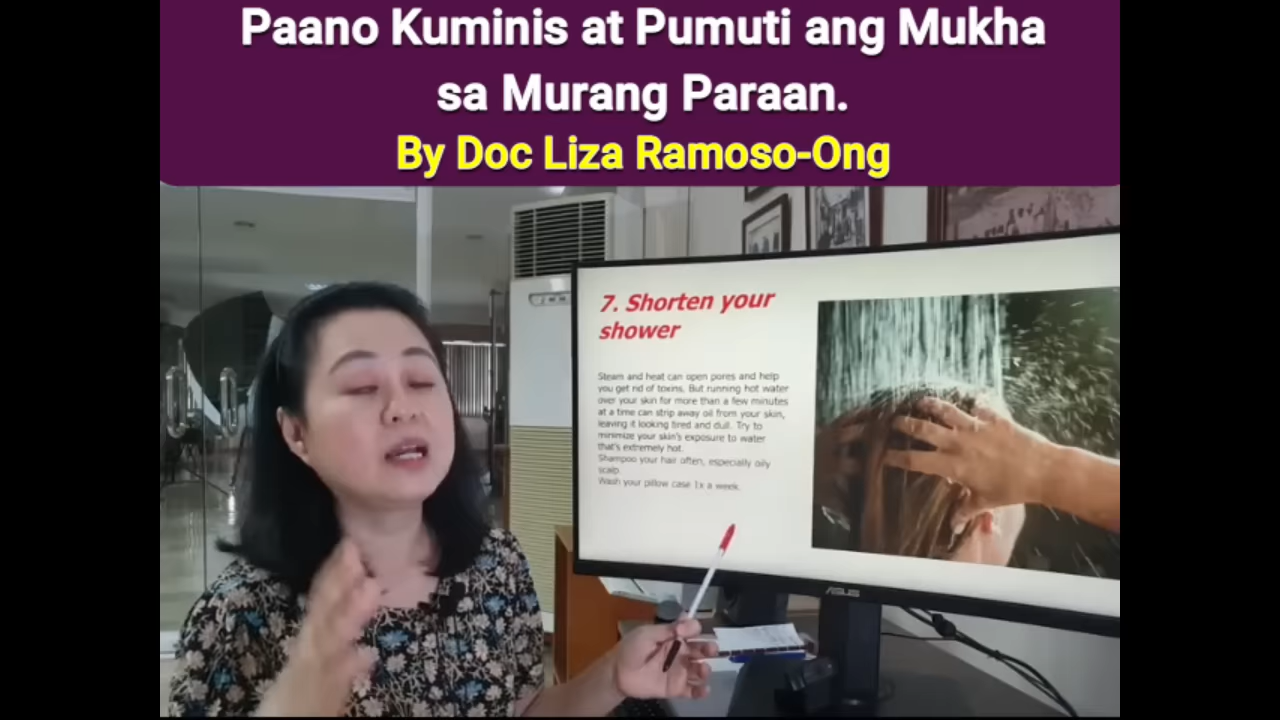 Paano Kuminis at Pumuti ang Mukha
sa Murang Paraan.
By Doc Liza Ramoso-Ong
7. Shorten your
shower
Steam and heat can open pores and help
you get rid of toxins. But running hot water
over your skin for more than a few minutes
at a time can strip away oil from your skin,
leaving it looking tired and dull. Try to
minimize your skin's exposure to water
that's extremely hot.
Shampoo your hair often, especially oily
scalp.
Wash your pillow case 1x a week.
ASUS